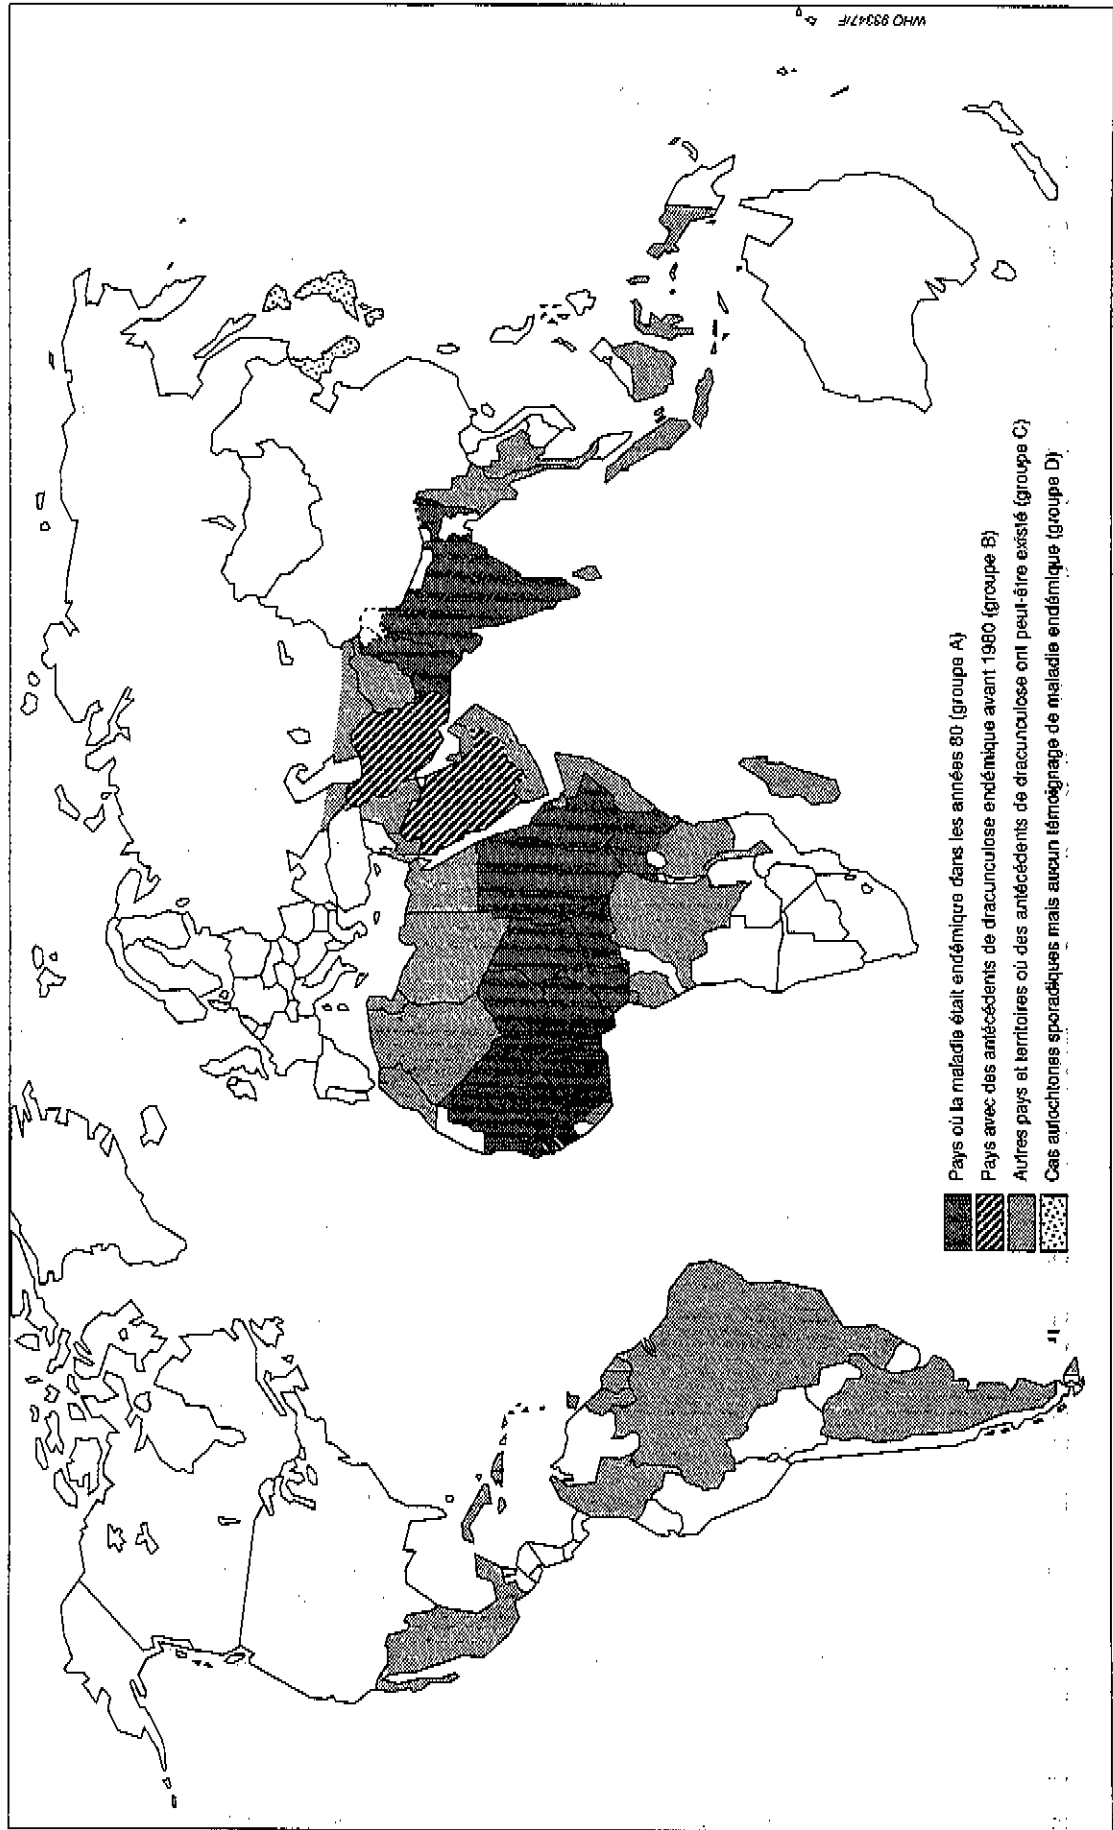 Pays où la maladie était endémique dans les années 80 (groupe A)
Pays avec des antécédents de dracunculose endémique avant 1980 (groupe B)
Autres pays et territoires où des antécédents de dracunculose ont peut-être existé (groupe C)
Cas autochtones sporadiques mais aucun témoignage de maladie endémique (groupe D)
WHO 93347/F